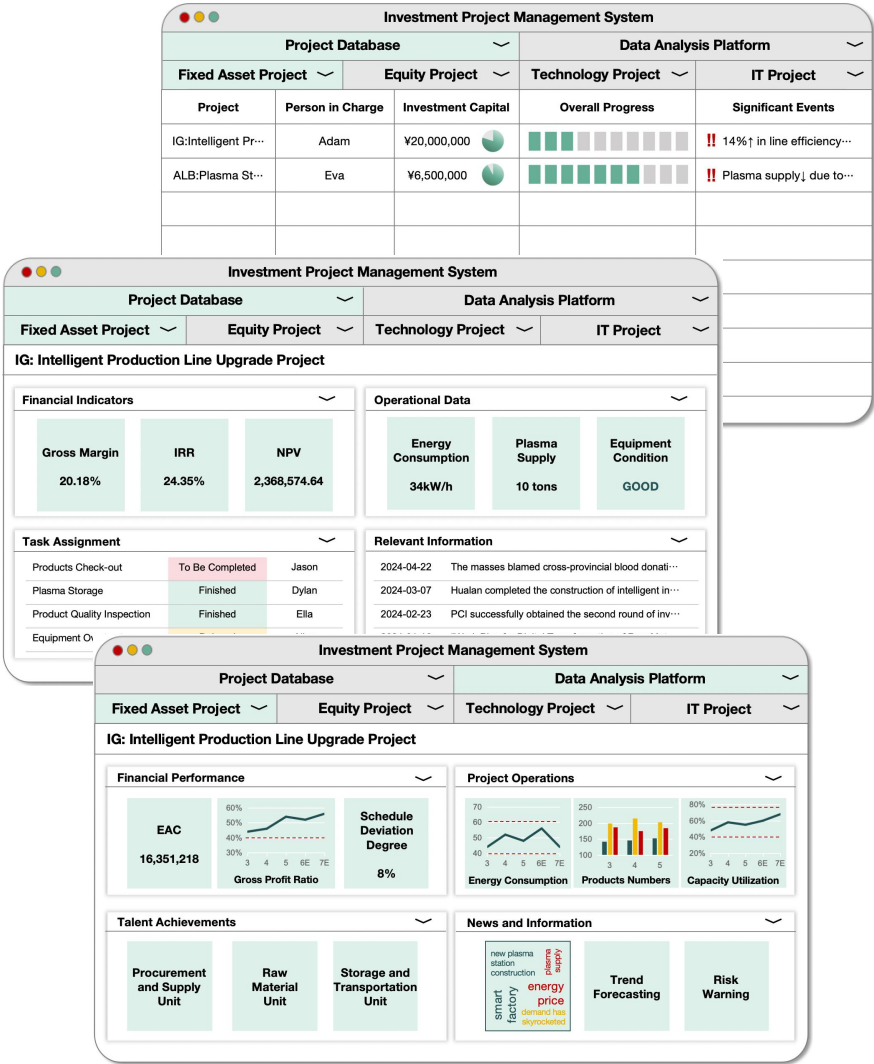 Investment Project Management System
Project Database
Data Analysis Platform
Fixed Asset Project
Equity Project
Technology Project
IT Project
Project
Person in Charge
Investment Capital
Overall Progress
Significant Events
IG:Intelligent Pr···
Adam
¥20,000,000
!! 14%↑ in line efficiency···
ALB:Plasma St···
Eva
¥6,500,000
!! Plasma supply↓ due to···
Investment Project Management System
Project Database
Data Analysis Platform
Fixed Asset Project
Equity Project
Technology Project
IT Project
IG: Intelligent Production Line Upgrade Project
Financial Indicators
Gross Margin
20.18%
IRR
24.35%
NPV
2,368,574.64
Operational Data
Energy
Consumption
34kW/h
Plasma
Supply
10 tons
Equipment
Condition
GOOD
Task Assignment
Products Check-out
To Be Completed
Jason
Plasma Storage
Finished
Dylan
Product Quality Inspection
Finished
Ella
Equipment
Relevant Information
2024-04-22 The masses blamed cross-provincial blood donati···
2024-03-07 Hualan completed the construction of intelligent in···
2024-02-23 PCI successfully obtained the second round of inv···
Investment Project Management System
Project Database
Data Analysis Platform
Fixed Asset Project
Equity Project
Technology Project
IT Project
IG: Intelligent Production Line Upgrade Project
Financial Performance
EAC
16,351,218
60%
50%
40%
30%
3 4 5 6E 7E
Gross Profit Ratio
Schedule
Deviation
Degree
8%
Project Operations
70
60
50
40
3 4 5 6E 7E
Energy Consumption
250
200
150
100
3 4 5
Products Numbers
80%
60%
40%
20%
3 4 5 6E 7E
Capacity Utilization
Talent Achievements
Procurement
and Supply
Unit
Raw
Material
Unit
Storage and
Transportation
Unit
News and Information
new plasma
station
construction
plasma
supply
smart
factory
energy
price
demand has
skyrocketed
Trend
Forecasting
Risk
Warning